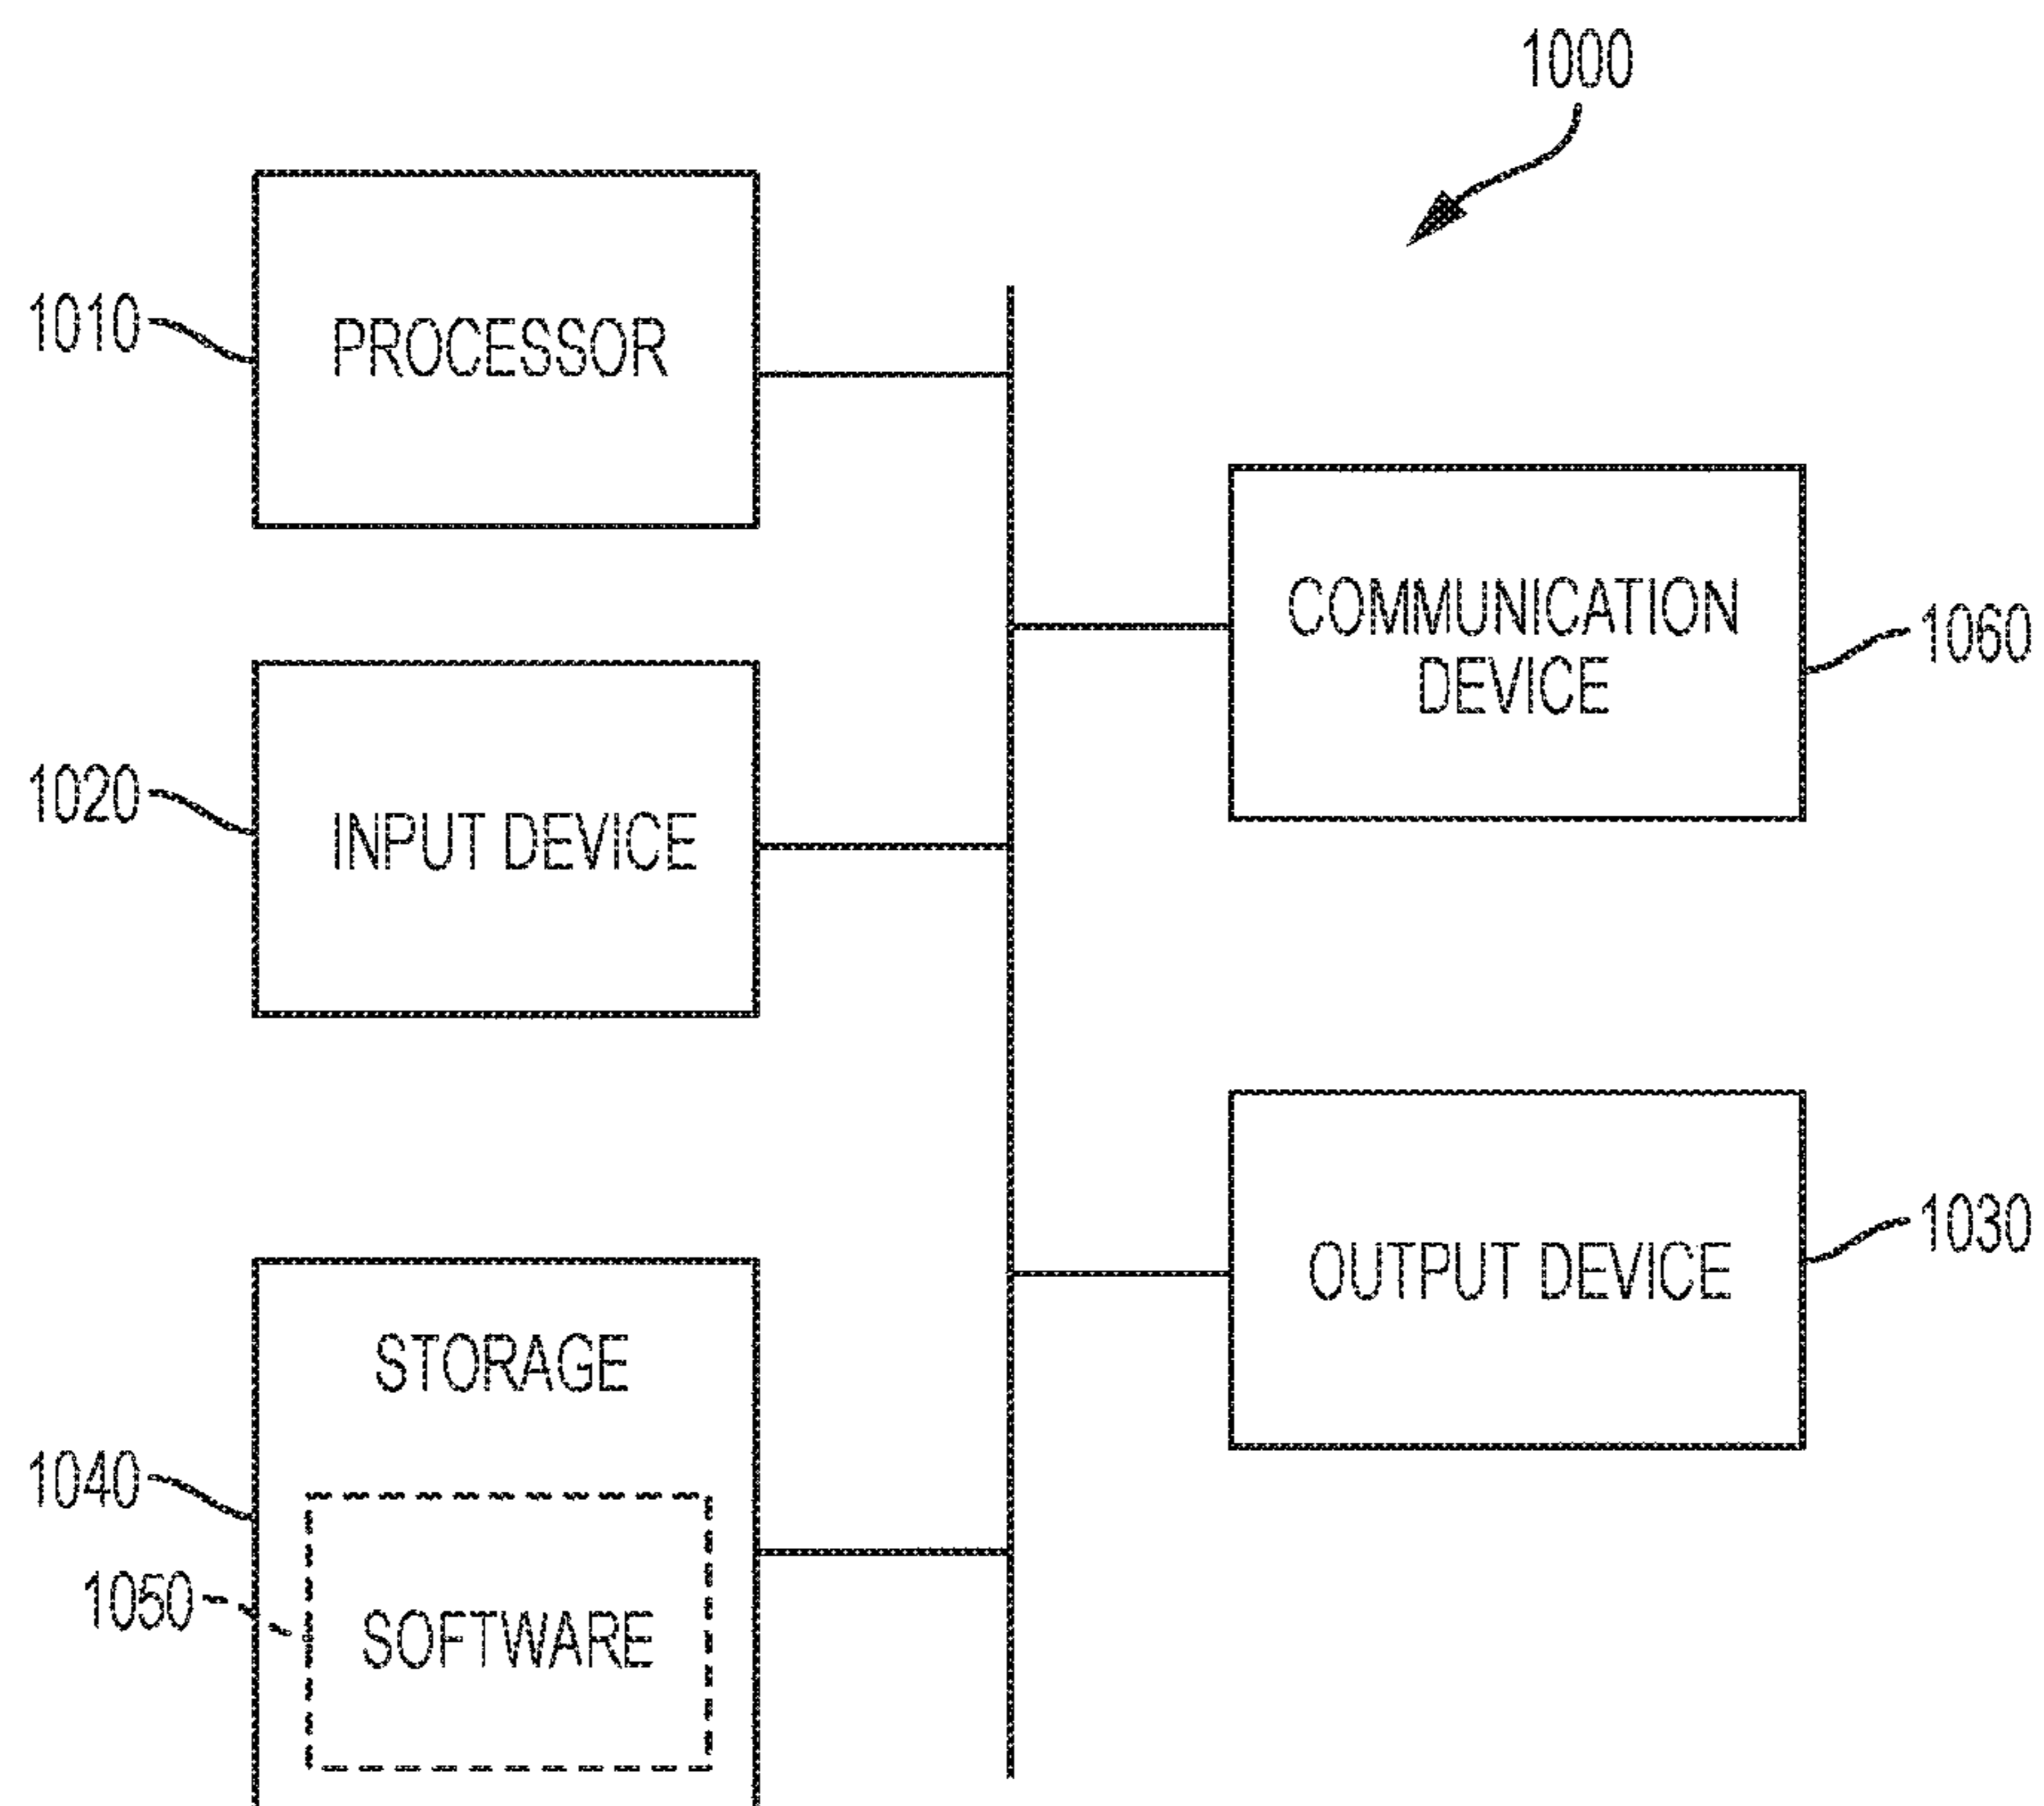 1000
1010
PROCESSOR
COMMUNICATION
DEVICE
1060
1020
INPUT DEVICE
OUTPUT DEVICE
1030
STORAGE
1040
1050
SOFTWARE